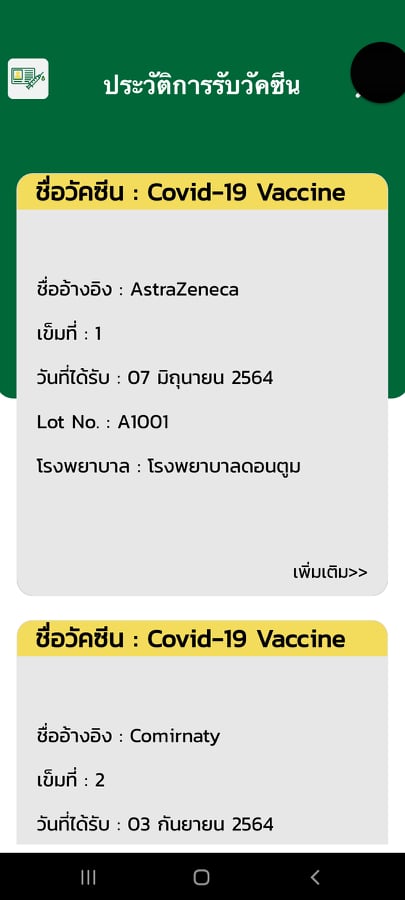 ประวัติการรับวัคซีน
ชื่อวัคซีน : Covid-19 Vaccine
ชื่ออ้างอิง : AstraZeneca
เข็มที่ : 1
วันที่ได้รับ : 07 มิถุนายน 2564
Lot No. : A1001
โรงพยาบาล : โรงพยาบาลดอนตูม
เพิ่มเติม>>
ชื่อวัคซีน : Covid-19 Vaccine
ชื่ออ้างอิง : Comirnaty
เข็มที่ : 2
วันที่ได้รับ : 03 กันยายน 2564